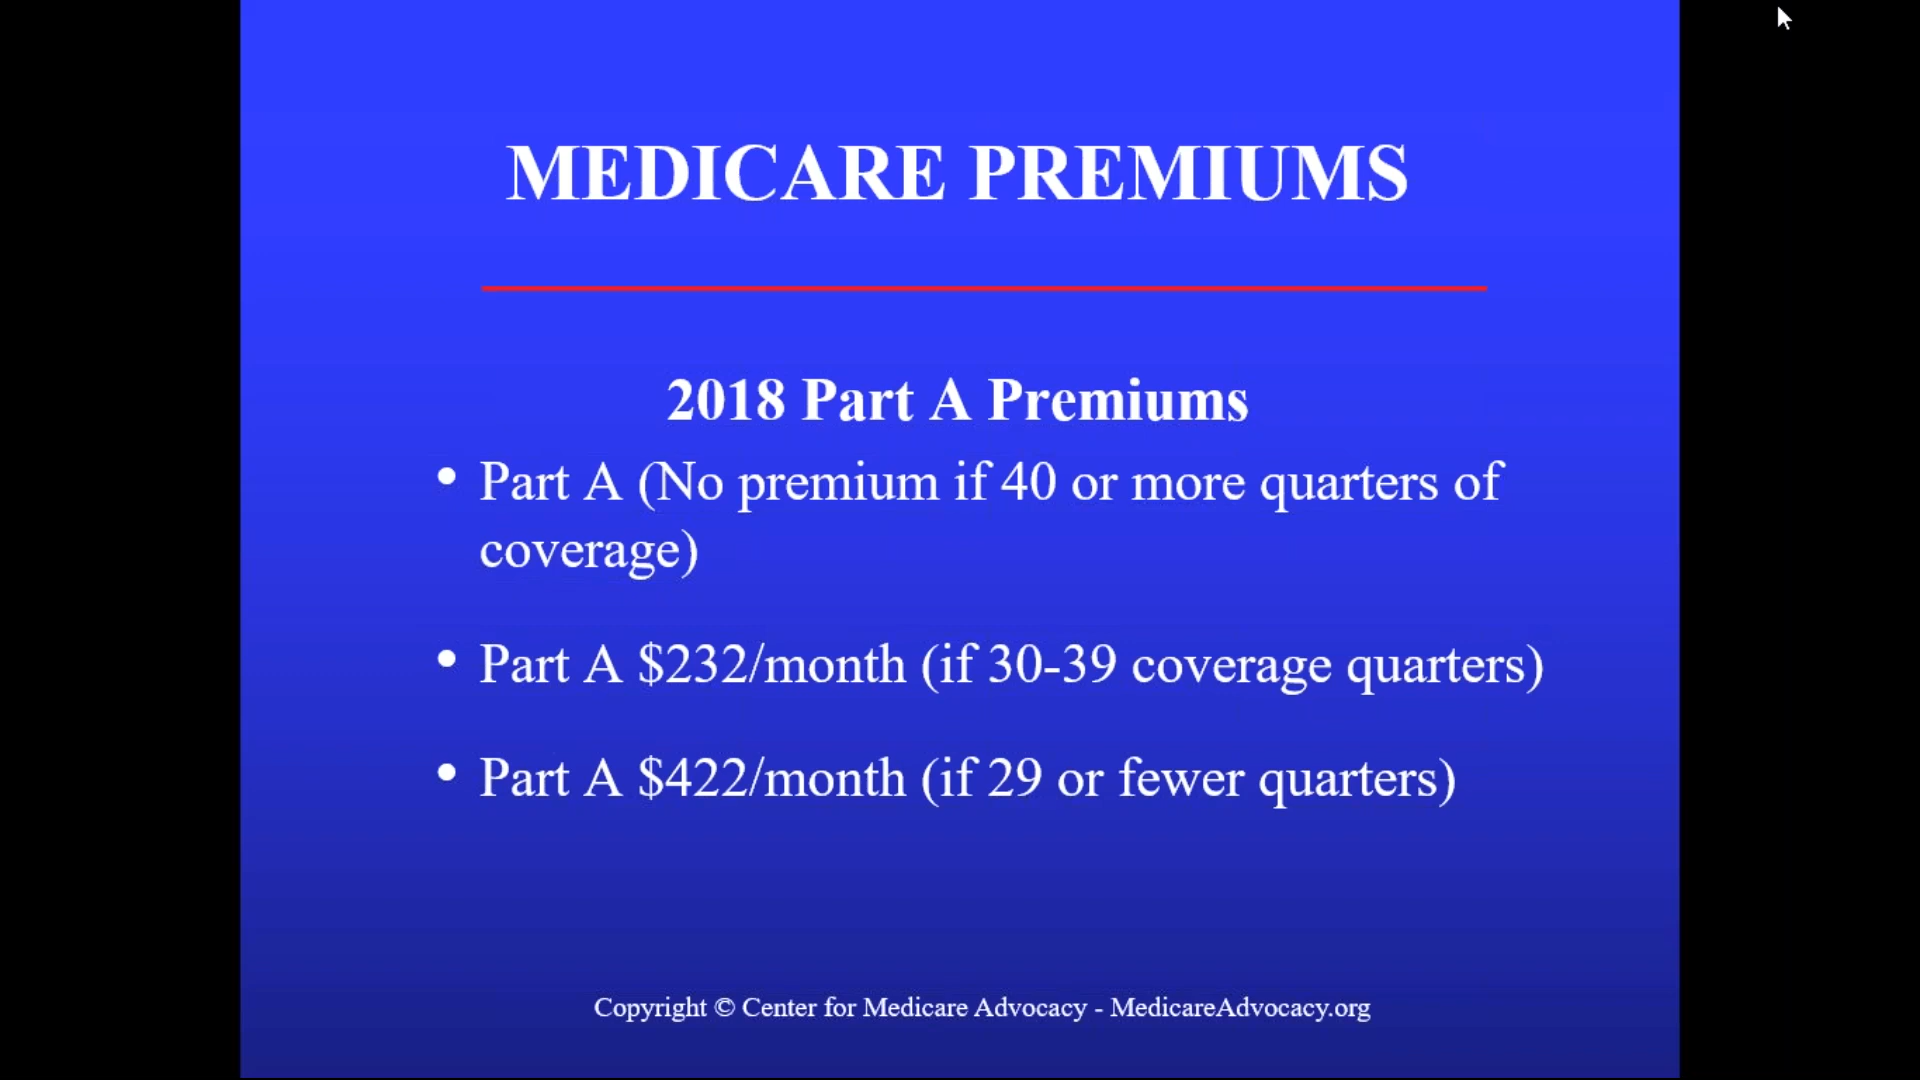 MEDICARE PREMIUMS
2018 Part A Premiums
• Part A (No premium if 40 or more quarters of
coverage)
• Part A $232/month (if 30-39 coverage quarters)
• Part A $422/month (if 29 or fewer quarters)
Copyright © Center for Medicare Advocacy - MedicareAdvocacy.org